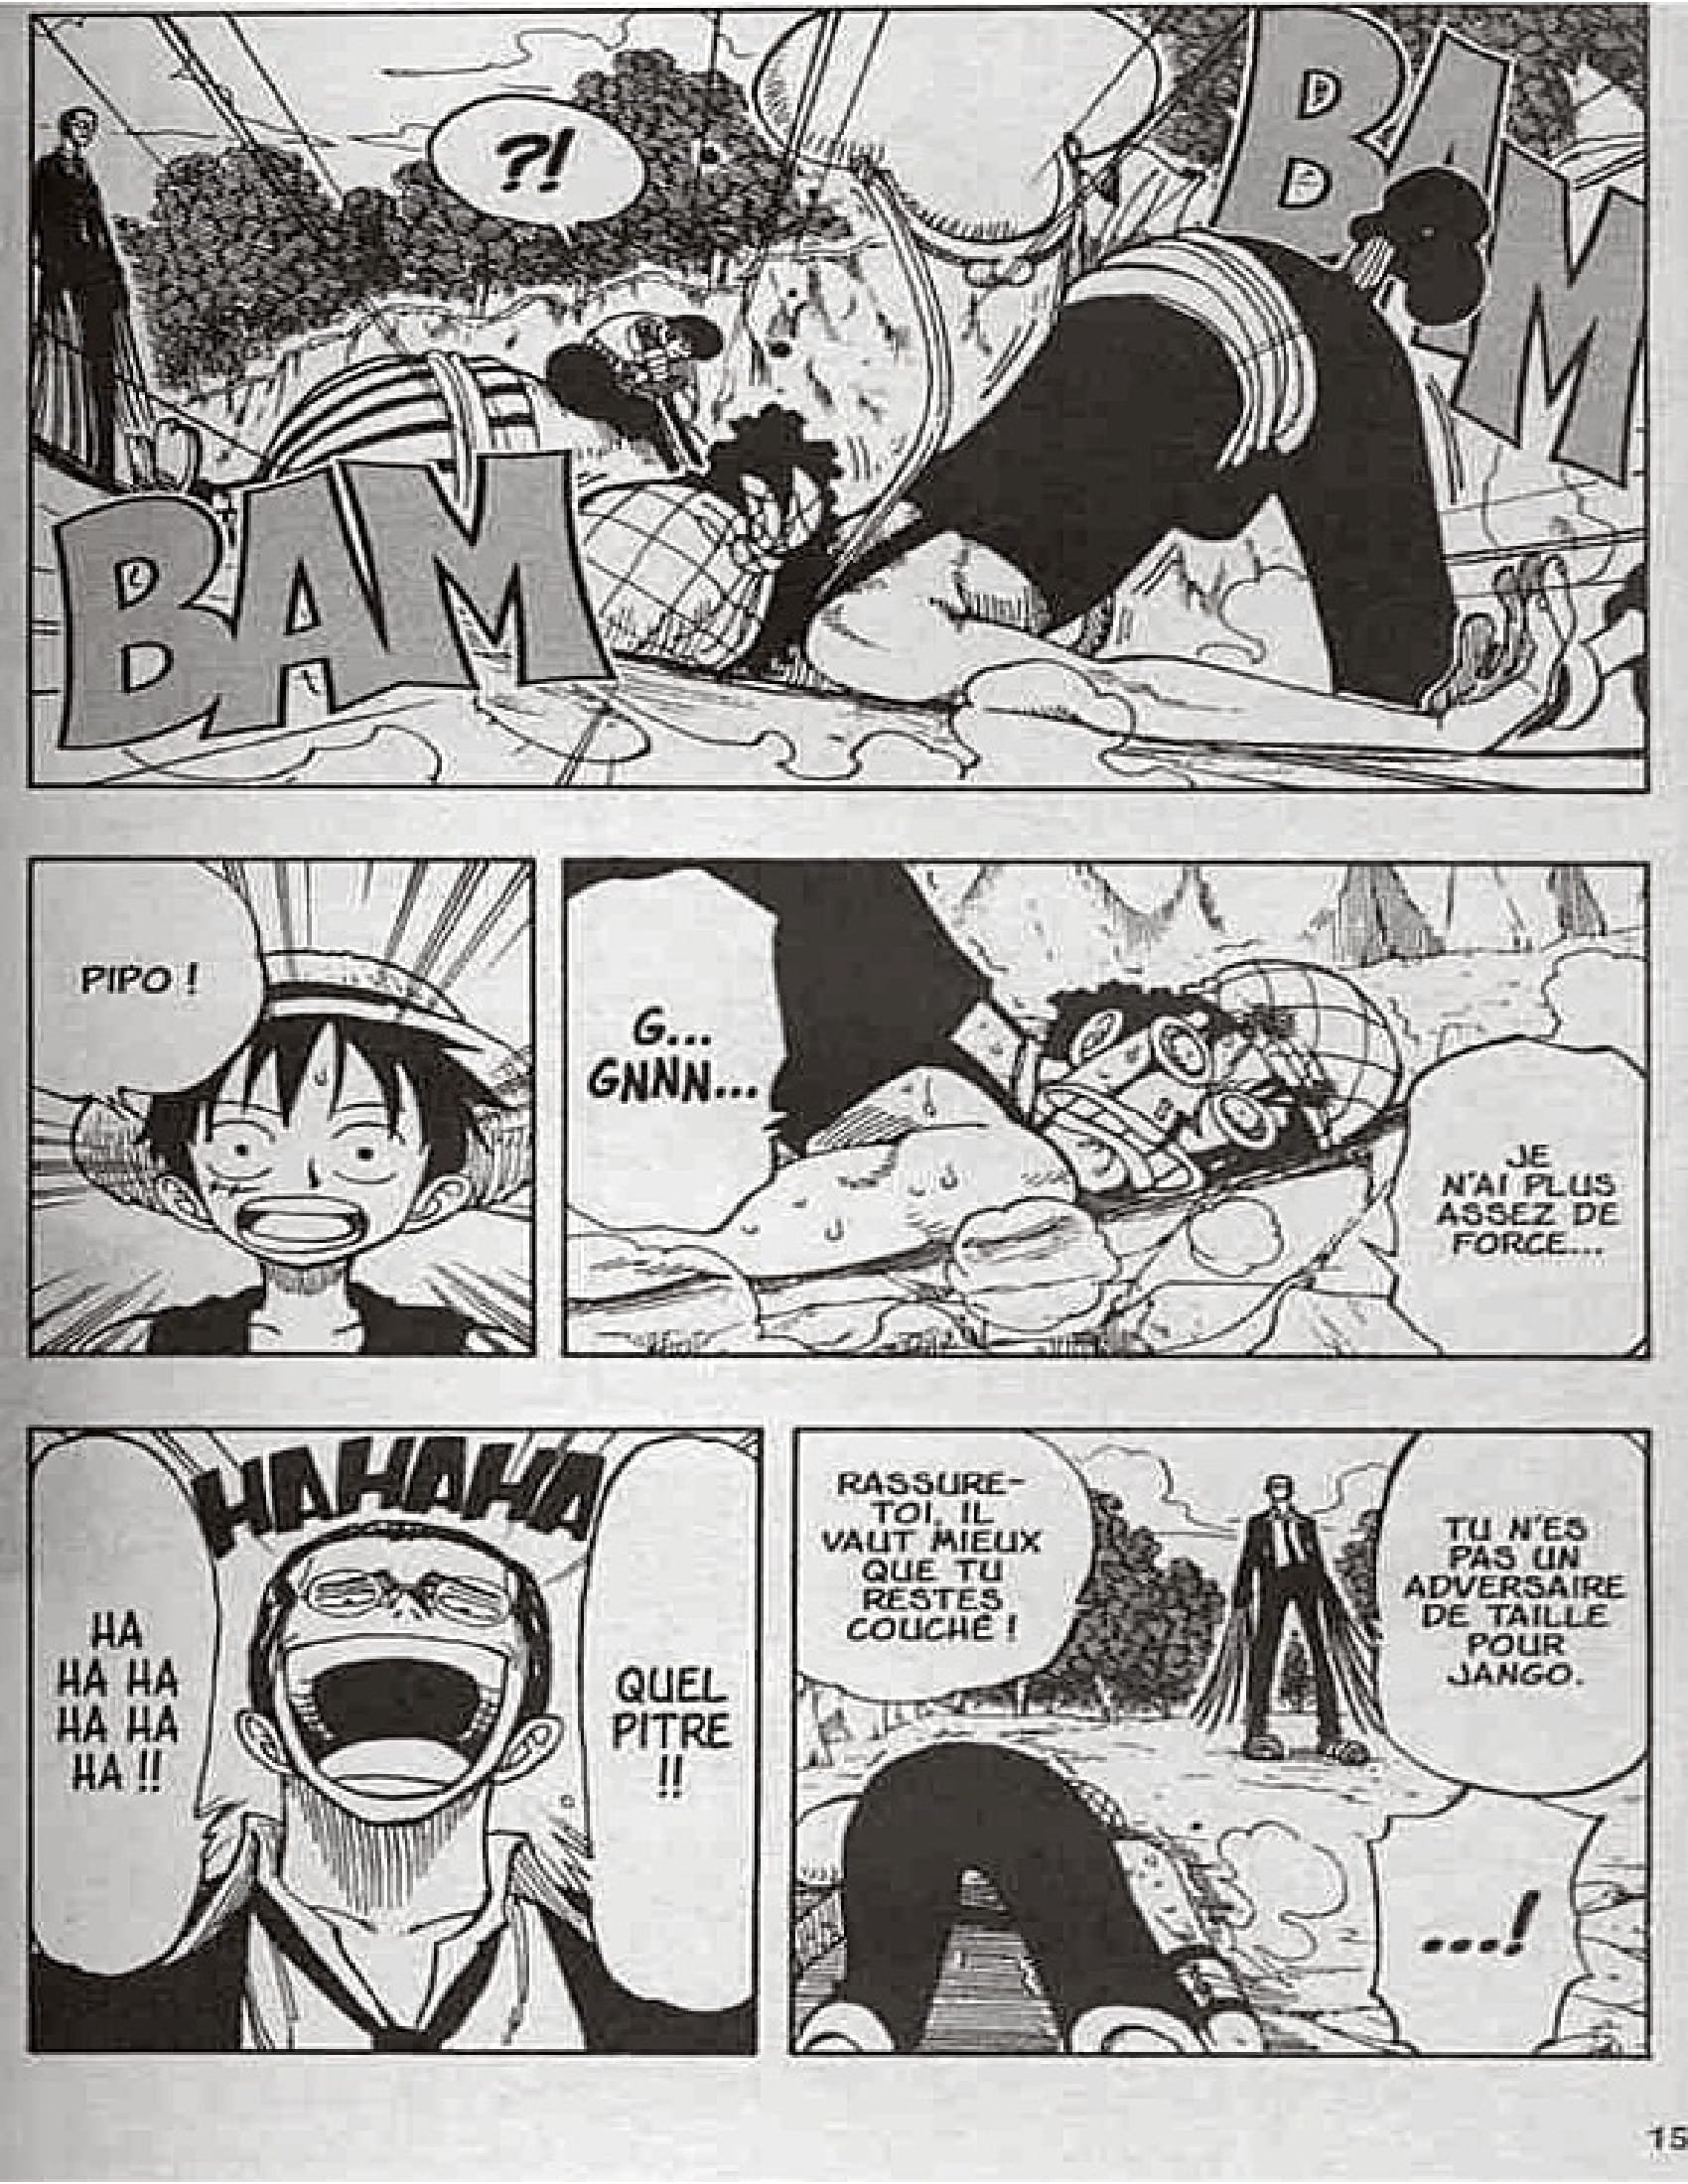 BAM
?!
BAM
G...
GNNN...
JE
N'AI PLUS
ASSEZ DE
FORCE...
PIPO !
TU N'ES
PAS UN
ADVERSAIRE
DE TAILLE
POUR
JANGO.
RASSURE-
TOI, IL
VAUT MIEUX
QUE TU
RESTES
COUCHÉ !
...!
QUEL
PITRE
!!
HAHAHA
HA
HA HA
HA HA
HA !!
15